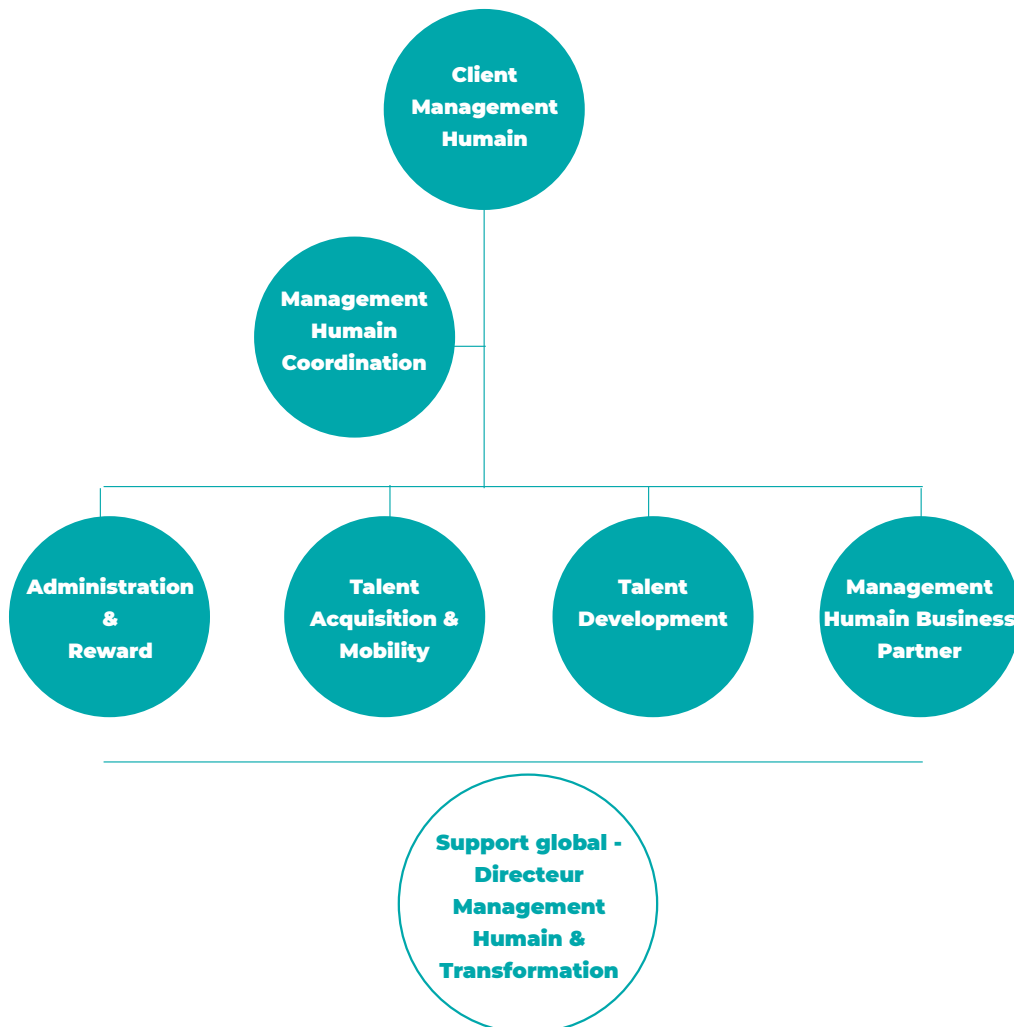 Client
Management
Humain
Management
Humain
Coordination
Administration
&
Reward
Talent
Acquisition &
Mobility
Talent
Development
Management
Humain Business
Partner
Support global -
Directeur
Management
Humain &
Transformation